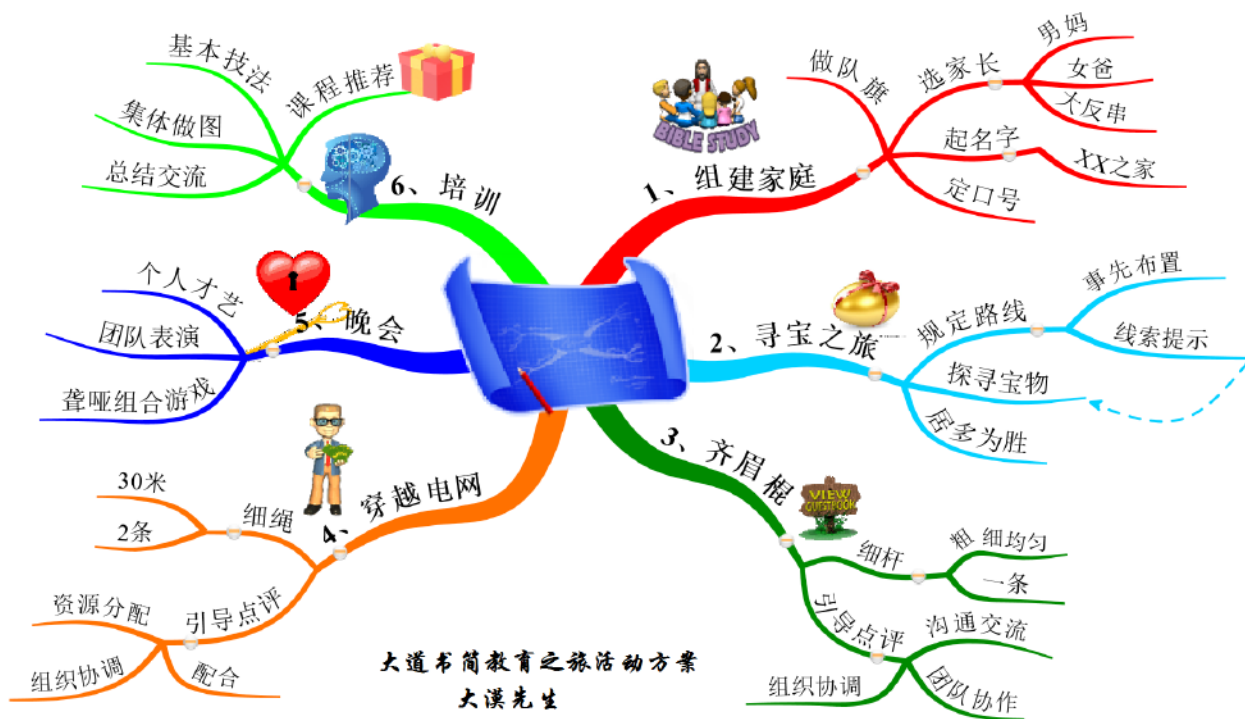 1、组建家庭
做队旗
选家长
男妈
女爸
大反串
起名字
XX之家
定口号
BIBLE STUDY
2、寻宝之旅
规定路线
事先布置
线索提示
探寻宝物
居多为胜
3、齐眉棍
VIEW
GUESTBOOK
细杆
粗细均匀
一条
引导点评
沟通交流
团队协作
组织协调
4、穿越电网
细绳
30米
2条
引导点评
资源分配
组织协调
配合
5、晚会
个人才艺
团队表演
聋哑组合游戏
6、培训
课程推荐
基本技法
集体做图
总结交流
大道书简教育之旅活动方案
大漠先生